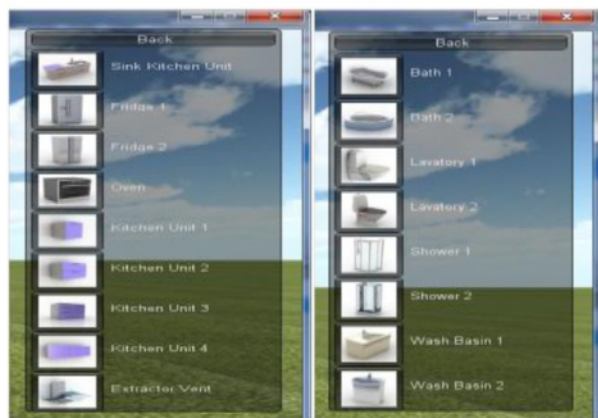 Back
Sink Kitchen Unit
Fridge 1
Fridge 2
Oven
Kitchen Unit 1
Kitchen Unit 2
Kitchen Unit 3
Kitchen Unit 4
Extractor Vent
Back
Bath 1
Bath 2
Lavatory 1
Lavatory 2
Shower 1
Shower 2
Wash Basin 1
Wash Basin 2